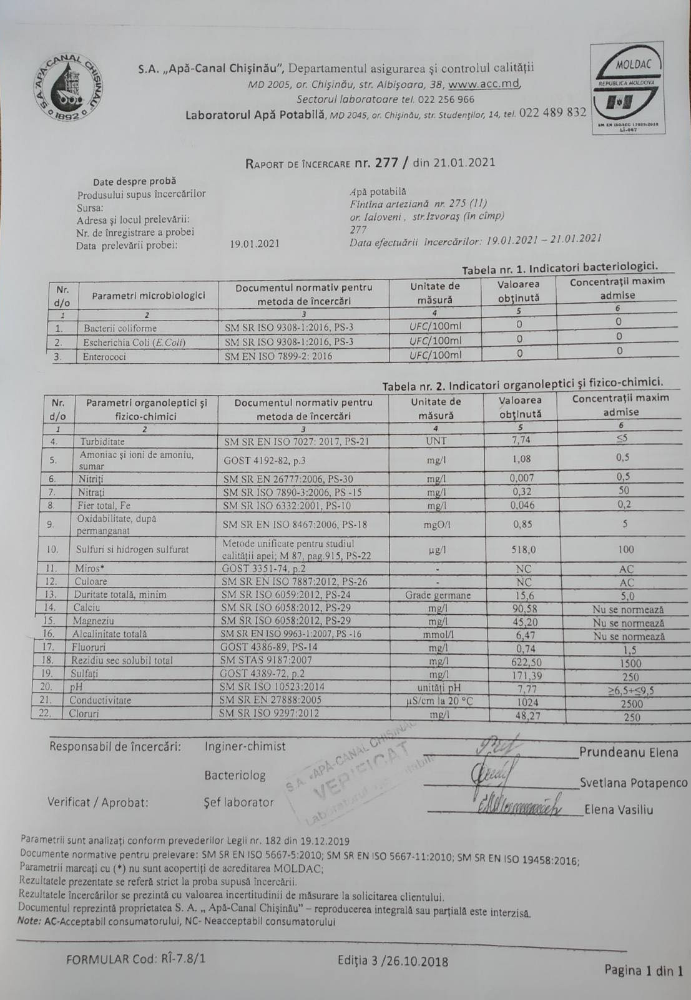 S.A. APA-CANAL CHIȘINĂU
1892
S.A. „Apă-Canal Chişinău", Departamentul asigurarea şi controlul calităţii
MD 2005, or. Chişinău, str. Albişoara, 38, www.acc.md,
Sectorul laboratoare tel. 022 256 966
Laboratorul Apă Potabilă, MD 2045, or. Chişinău, str. Studenţilor, 14, tel. 022 489 832
MOLDAC
REPUBLICA MOLDOVA
SM EN ISO/IEC 17025:2018
LÎ-067
RAPORT DE ÎNCERCARE nr. 277 / din 21.01.2021
Date despre probă
Produsului supus încercărilor Apă potabilă
Sursa: Fîntîna arteziană nr. 275 (11)
Adresa şi locul prelevării: or. Ialoveni , str.Izvoraş (în cîmp)
Nr. de înregistrare a probei 277
Data prelevării probei: 19.01.2021 Data efectuării încercărilor: 19.01.2021 – 21.01.2021
Tabela nr. 1. Indicatori bacteriologici.
Nr. d/o Parametri microbiologici Documentul normativ pentru metoda de încercări Unitate de măsură Valoarea obţinută Concentraţii maxim admise
1 2 3 4 5 6
1. Bacterii coliforme SM SR ISO 9308-1:2016, PS-3 UFC/100ml 0 0
2. Escherichia Coli (E.Coli) SM SR ISO 9308-1:2016, PS-3 UFC/100ml 0 0
3. Enterococi SM EN ISO 7899-2: 2016 UFC/100ml 0 0
Tabela nr. 2. Indicatori organoleptici şi fizico-chimici.
Nr. d/o Parametri organoleptici şi fizico-chimici Documentul normativ pentru metoda de încercări Unitate de măsură Valoarea obţinută Concentraţii maxim admise
1 2 3 4 5 6
4. Turbiditate SM SR EN ISO 7027: 2017, PS-21 UNT 7,74 ≤5
5. Amoniac şi ioni de amoniu, sumar GOST 4192-82, p.3 mg/l 1,08 0,5
6. Nitriţi SM SR EN 26777:2006, PS-30 mg/l 0,007 0,5
7. Nitraţi SM SR ISO 7890-3:2006, PS -15 mg/l 0,32 50
8. Fier total, Fe SM SR ISO 6332:2001, PS-10 mg/l 0,046 0,2
9. Oxidabilitate, după permanganat SM SR EN ISO 8467:2006, PS-18 mgO/l 0,85 5
10. Sulfuri si hidrogen sulfurat Metode unificate pentru studiul calităţii apei; M 87, pag.915, PS-22 µg/l 518,0 100
11. Miros* GOST 3351-74, p.2 - NC AC
12. Culoare SM SR EN ISO 7887:2012, PS-26 - NC AC
13. Duritate totală, minim SM SR ISO 6059:2012, PS-24 Grade germane 15,6 5,0
14. Calciu SM SR ISO 6058:2012, PS-29 mg/l 90,58 Nu se normează
15. Magneziu SM SR ISO 6058:2012, PS-29 mg/l 45,20 Nu se normează
16. Alcalinitate totală SM SR EN ISO 9963-1:2007, PS -16 mmol/l 6,47 Nu se normează
17. Fluoruri GOST 4386-89, PS-14 mg/l 0,74 1,5
18. Rezidiu sec solubil total SM STAS 9187:2007 mg/l 622,50 1500
19. Sulfaţi GOST 4389-72, p.2 mg/l 171,39 250
20. pH SM SR ISO 10523:2014 unităţi pH 7,77 ≥6,5÷≤9,5
21. Conductivitate SM SR EN 27888:2005 µS/cm la 20 °C 1024 2500
22. Cloruri SM SR ISO 9297:2012 mg/l 48,27 250
Responsabil de încercări: Inginer-chimist Prundeanu Elena
Bacteriolog Svetlana Potapenco
Verificat / Aprobat: Şef laborator Elena Vasiliu
S.A. „APA-CANAL CHIȘINĂU
VERIFICAT
Laboratorul
Parametrii sunt analizaţi conform prevederilor Legii nr. 182 din 19.12.2019
Documente normative pentru prelevare: SM SR EN ISO 5667-5:2010; SM SR EN ISO 5667-11:2010; SM SR EN ISO 19458:2016;
Parametrii marcaţi cu (*) nu sunt acoperiţi de acreditarea MOLDAC;
Rezultatele prezentate se referă strict la proba supusă încercării.
Rezultatele încercărilor se prezintă cu valoarea incertitudinii de măsurare la solicitarea clientului.
Documentul reprezintă proprietatea S. A. „ Apă-Canal Chişinău" – reproducerea integrală sau parţială este interzisă.
Note: AC-Acceptabil consumatorului, NC- Neacceptabil consumatorului
FORMULAR Cod: RÎ-7.8/1 Ediţia 3 /26.10.2018 Pagina 1 din 1